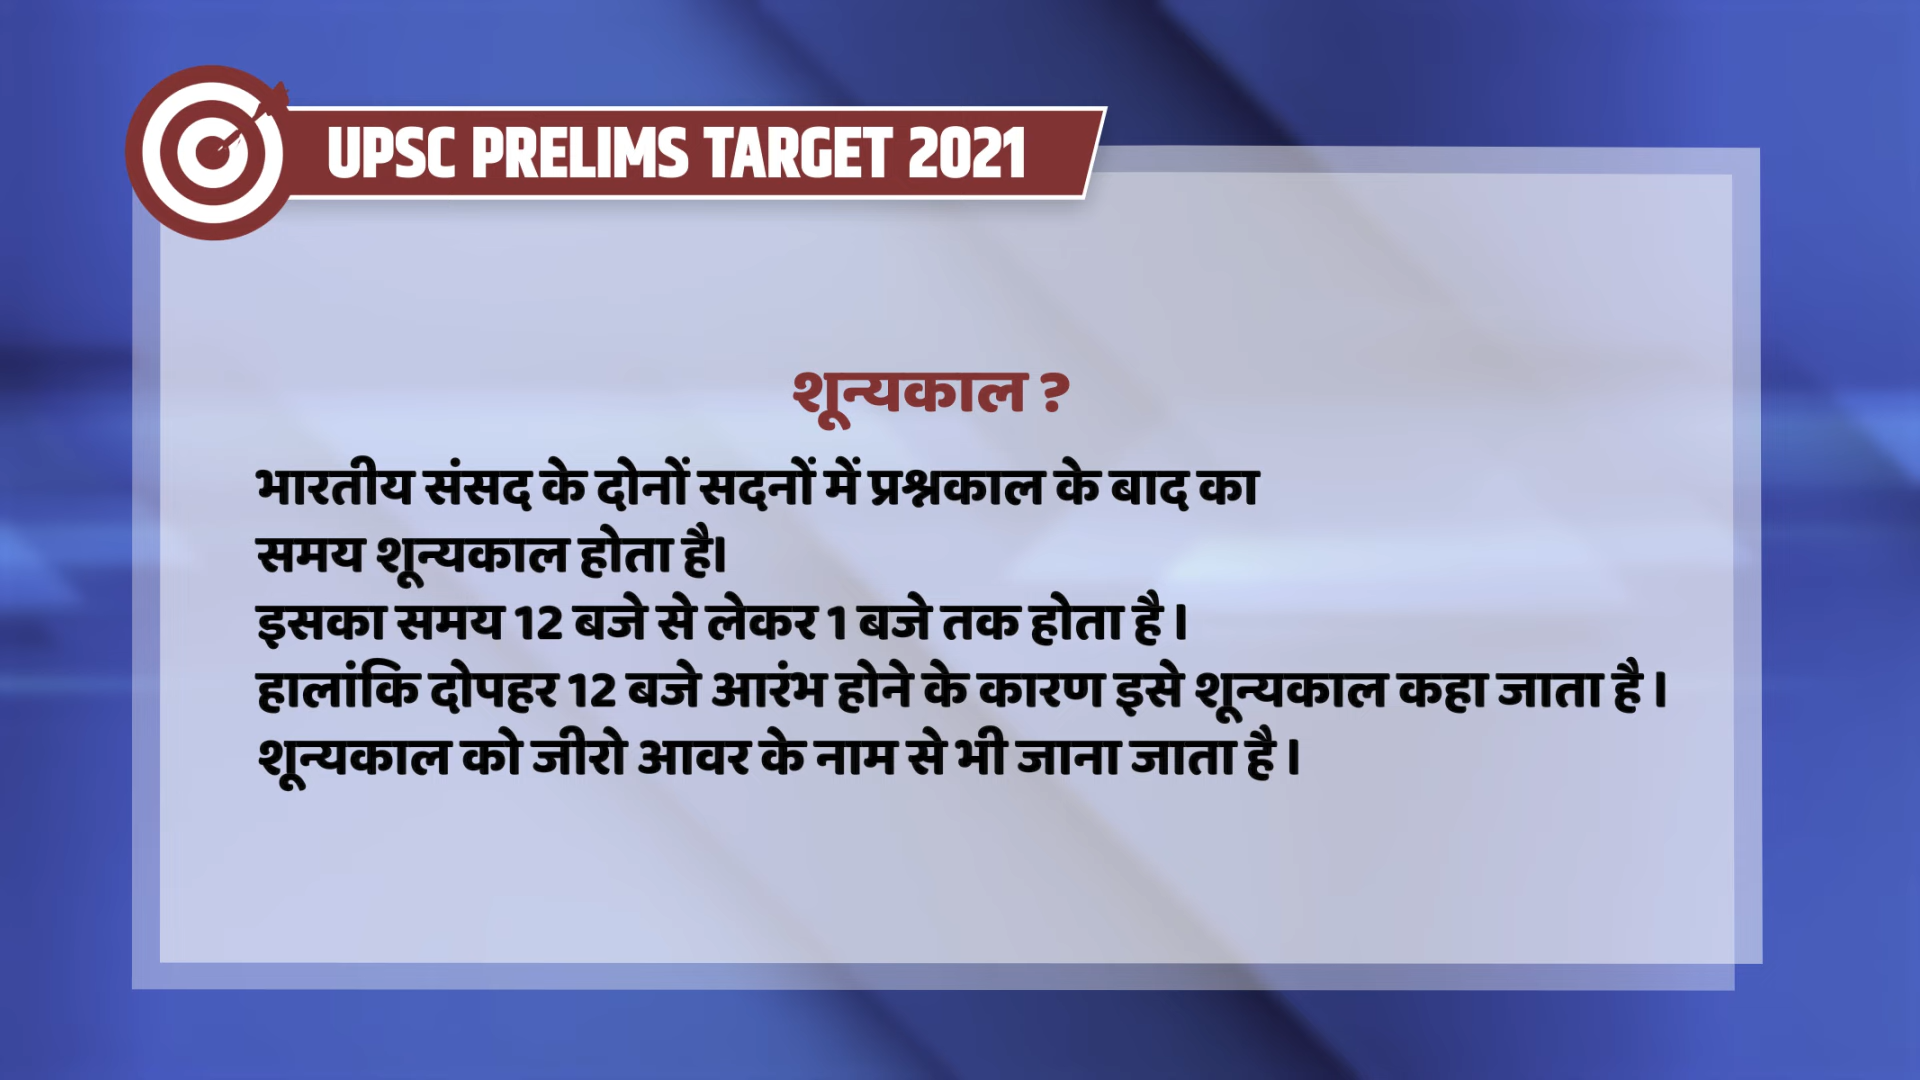 UPSC PRELIMS TARGET 2021
शून्यकाल ?
भारतीय संसद के दोनों सदनों में प्रश्नकाल के बाद का
समय शून्यकाल होता है।
इसका समय 12 बजे से लेकर 1 बजे तक होता है ।
हालांकि दोपहर 12 बजे आरंभ होने के कारण इसे शून्यकाल कहा जाता है ।
शून्यकाल को जीरो आवर के नाम से भी जाना जाता है ।